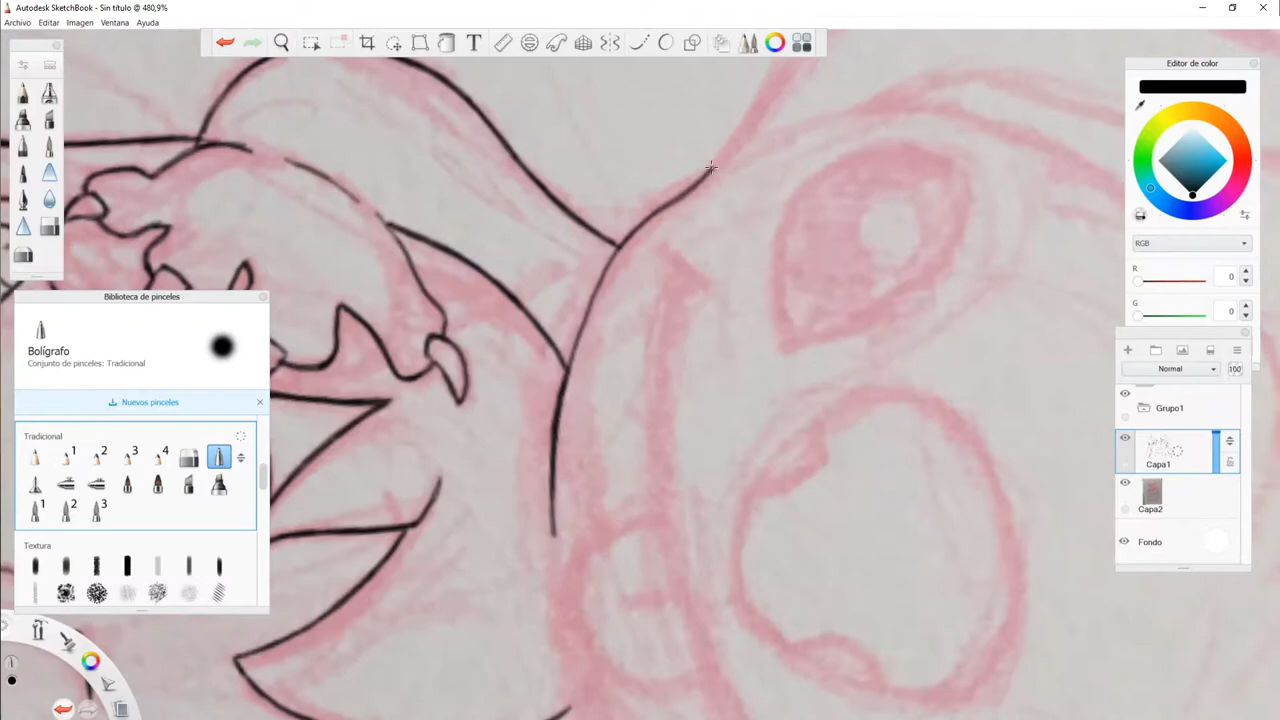 Autodesk SketchBook - Sin título @ 480,9%
Archivo Editar Imagen Ventana Ayuda
T
Editor de color
RGB
R 0
G 0
Biblioteca de pinceles
Bolígrafo
Conjunto de pinceles: Tradicional
Nuevos pinceles
Tradicional
1 2 3 4
1 2 3
Textura
Normal 100
Grupo1
Capa1
Capa2
Fondo